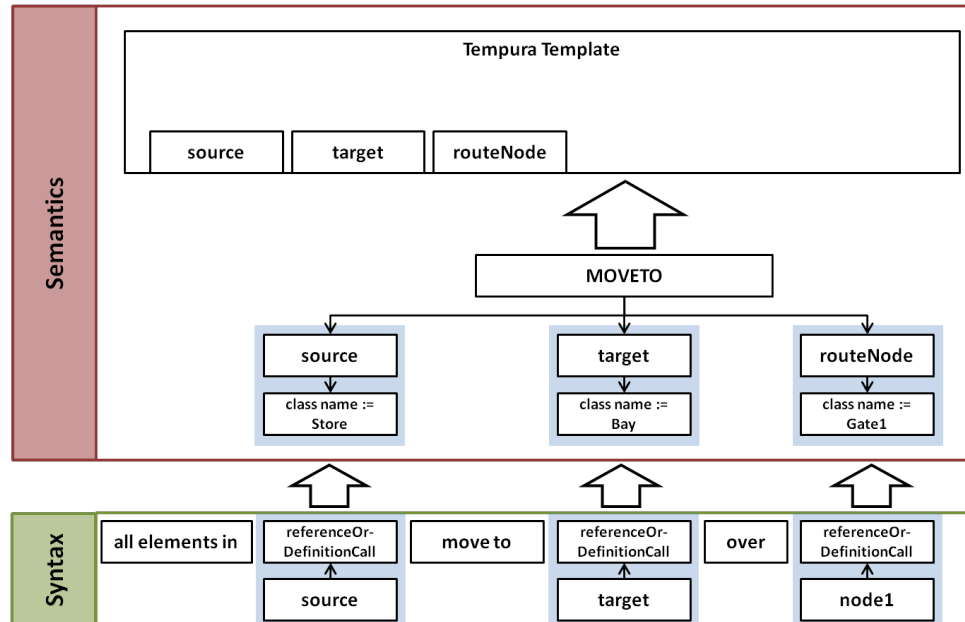 Semantics
Tempura Template
source
target
routeNode
MOVETO
source
target
routeNode
class name :=
Store
class name :=
Bay
class name :=
Gate1
Syntax
all elements in
referenceOr-
DefinitionCall
move to
referenceOr-
DefinitionCall
over
referenceOr-
DefinitionCall
source
target
node1